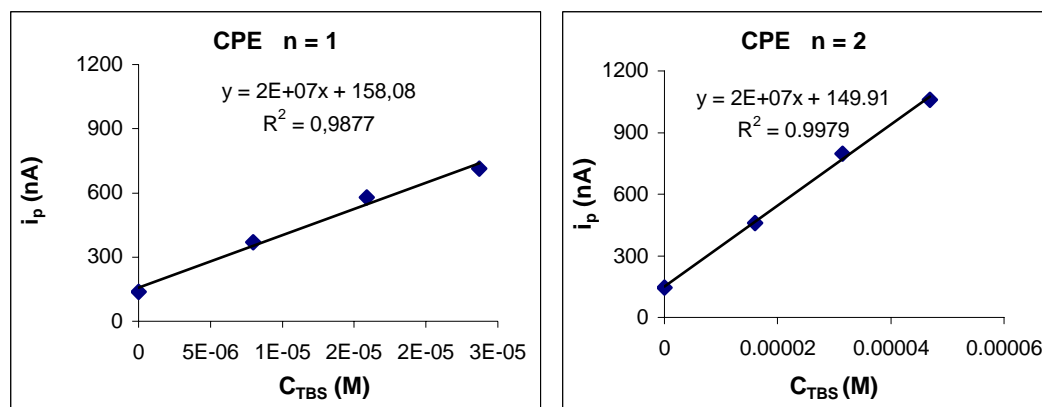 CPE n = 1
y = 2E+07x + 158,08
R² = 0,9877
1200
900
600
300
0
i_p (nA)
0 5E-06 1E-05 2E-05 2E-05 3E-05
C_TBS (M)
CPE n = 2
y = 2E+07x + 149.91
R² = 0.9979
1200
900
600
300
0
i_p (nA)
0 0.00002 0.00004 0.00006
C_TBS (M)